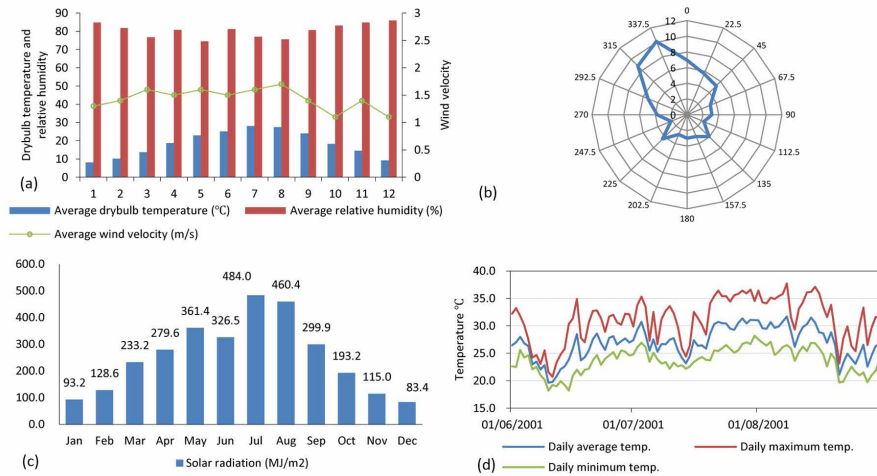 90
80
70
60
50
40
30
20
10
0
Drybulb temperature and
relative humidity
3
2.5
2
1.5
1
0.5
0
Wind velocity
1 2 3 4 5 6 7 8 9 10 11 12
(a)
Average drybulb temperature (℃)
Average relative humidity (%)
Average wind velocity (m/s)
0
22.5
45
67.5
90
112.5
135
157.5
180
202.5
225
247.5
270
292.5
315
337.5
12
10
8
6
4
2
0
(b)
600.0
500.0
400.0
300.0
200.0
100.0
0.0
93.2 128.6 233.2 279.6 361.4 326.5 484.0 460.4 299.9 193.2 115.0 83.4
Jan Feb Mar Apr May Jun Jul Aug Sep Oct Nov Dec
(c)
Solar radiation (MJ/m2)
40.0
35.0
30.0
25.0
20.0
15.0
Temperature ℃
01/06/2001 01/07/2001 01/08/2001
Daily average temp.
Daily maximum temp.
Daily minimum temp.
(d)